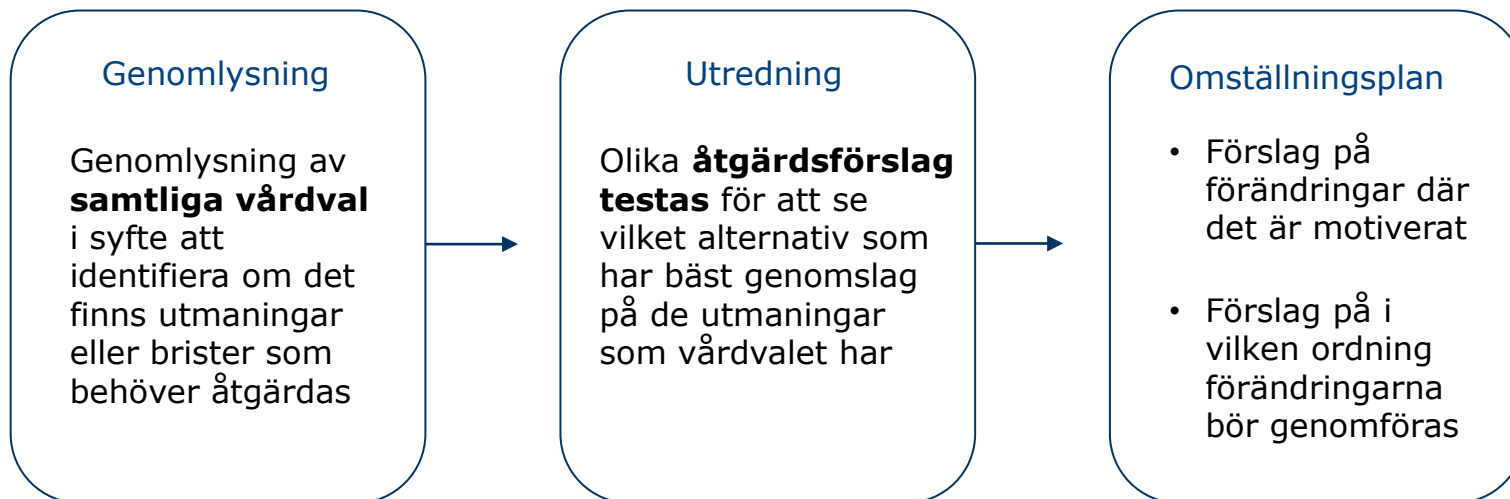 Genomlysning
Genomlysning av
samtliga vårdval
i syfte att
identifiera om det
finns utmaningar
eller brister som
behöver åtgärdas
Utredning
Olika åtgärdsförslag
testas för att se
vilket alternativ som
har bäst genomslag
på de utmaningar
som vårdvalet har
Omställningsplan
• Förslag på
förändringar där
det är motiverat
• Förslag på i
vilken ordning
förändringarna
bör genomföras